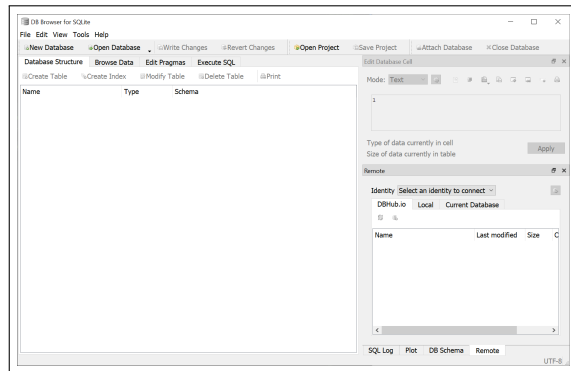 DB Browser for SQLite
File Edit View Tools Help
New Database Open Database Write Changes Revert Changes Open Project Save Project Attach Database Close Database
Database Structure Browse Data Edit Pragmas Execute SQL
Create Table Create Index Modify Table Delete Table Print
Name Type Schema
Edit Database Cell
Mode: Text
1
Type of data currently in cell
Size of data currently in table
Apply
Remote
Identity Select an identity to connect
DBHub.io Local Current Database
Name Last modified Size C
SQL Log Plot DB Schema Remote
UTF-8